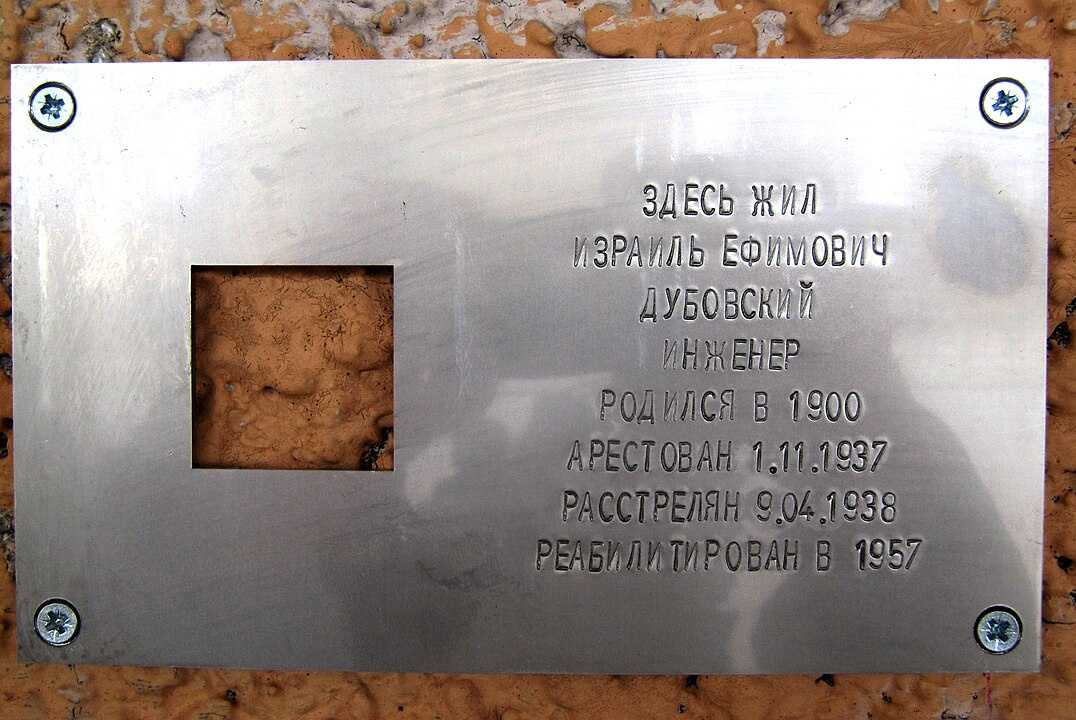 ЗДЕСЬ ЖИЛ
ИЗРАИЛЬ ЕФИМОВИЧ
ДУБОВСКИЙ
ИНЖЕНЕР
РОДИЛСЯ В 1900
АРЕСТОВАН 1.11.1937
РАССТРЕЛЯН 9.04.1938
РЕАБИЛИТИРОВАН В 1957